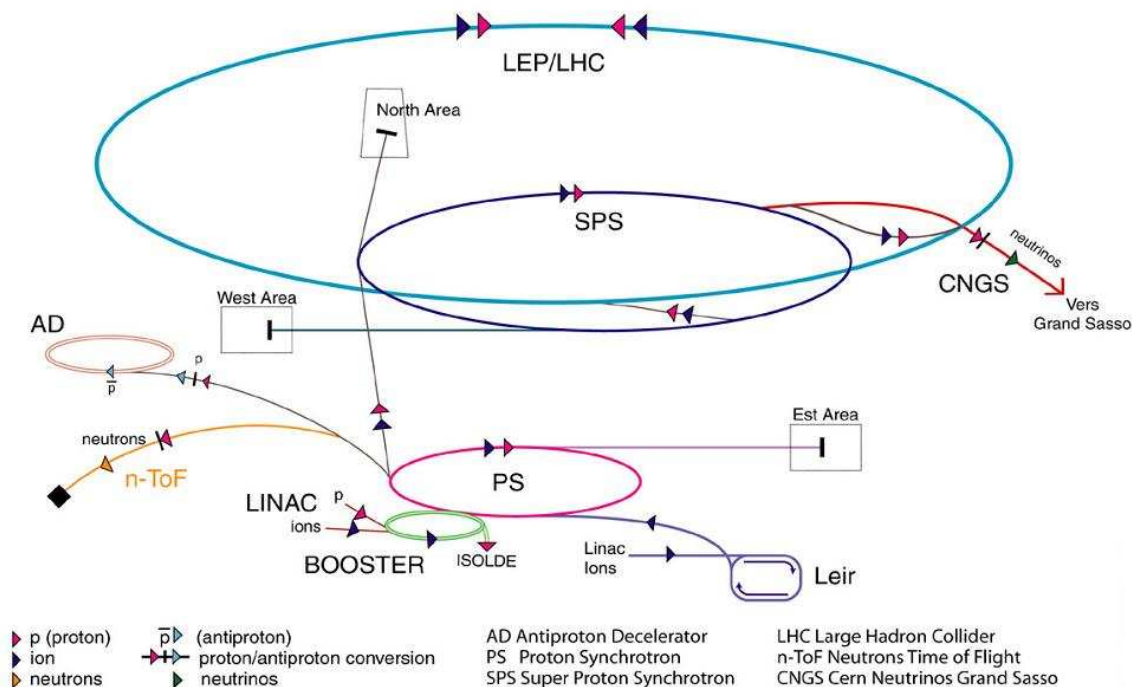 LEP/LHC
North Area
SPS
neutrinos
CNGS
Vers
Grand Sasso
West Area
AD
p
p̅
neutrons
n-ToF
Est Area
PS
LINAC
p
ions
BOOSTER
ISOLDE
Linac
Ions
Leir
p (proton)
ion
neutrons
p̅ (antiproton)
proton/antiproton conversion
neutrinos
AD Antiproton Decelerator
PS Proton Synchrotron
SPS Super Proton Synchrotron
LHC Large Hadron Collider
n-ToF Neutrons Time of Flight
CNGS Cern Neutrinos Grand Sasso